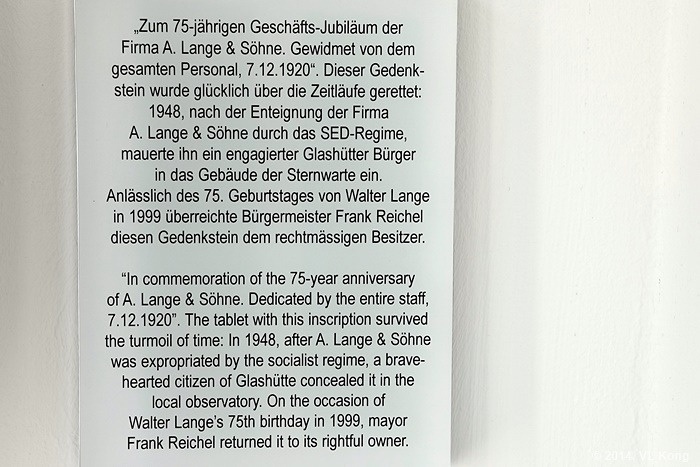 „Zum 75-jährigen Geschäfts-Jubiläum der
Firma A. Lange & Söhne. Gewidmet von dem
gesamten Personal, 7.12.1920“. Dieser Gedenk-
stein wurde glücklich über die Zeitläufe gerettet:
1948, nach der Enteignung der Firma
A. Lange & Söhne durch das SED-Regime,
mauerte ihn ein engagierter Glashütter Bürger
in das Gebäude der Sternwarte ein.
Anlässlich des 75. Geburtstages von Walter Lange
in 1999 überreichte Bürgermeister Frank Reichel
diesen Gedenkstein dem rechtmässigen Besitzer.
“In commemoration of the 75-year anniversary
of A. Lange & Söhne. Dedicated by the entire staff,
7.12.1920”. The tablet with this inscription survived
the turmoil of time: In 1948, after A. Lange & Söhne
was expropriated by the socialist regime, a brave-
hearted citizen of Glashütte concealed it in the
local observatory. On the occasion of
Walter Lange’s 75th birthday in 1999, mayor
Frank Reichel returned it to its rightful owner.